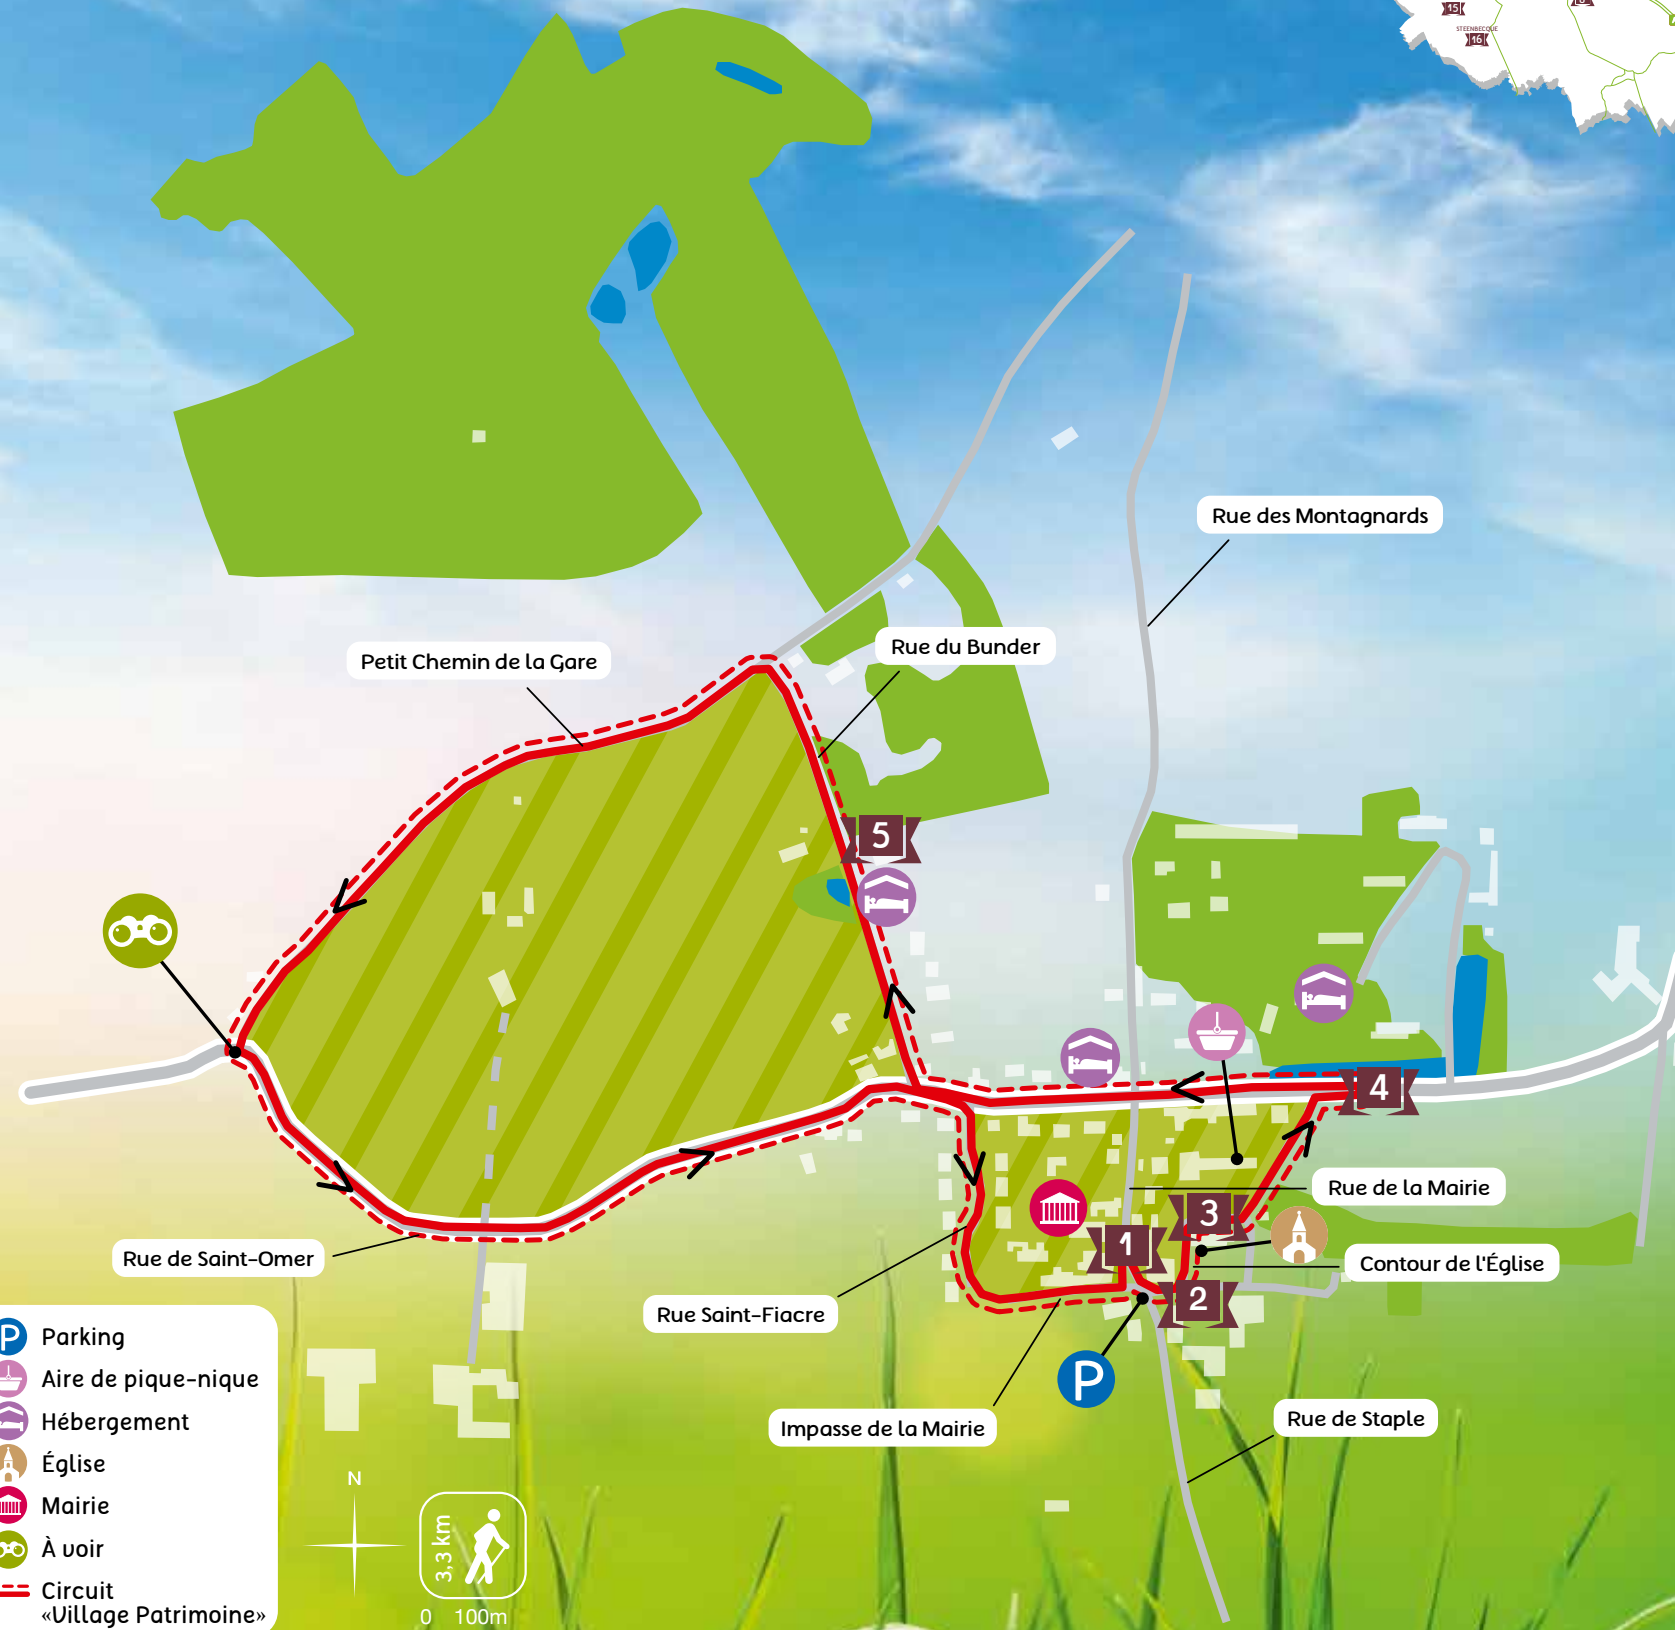 15
STEENBECQUE
16
Rue des Montagnards
Petit Chemin de la Gare
Rue du Bunder
5
4
Rue de la Mairie
3
1
Contour de l'Église
Rue de Saint-Omer
2
Rue Saint-Fiacre
P
Rue de Staple
Impasse de la Mairie
P Parking
Aire de pique-nique
Hébergement
Église
Mairie
À voir
Circuit
«Village Patrimoine»
N
3,3 km
0 100m